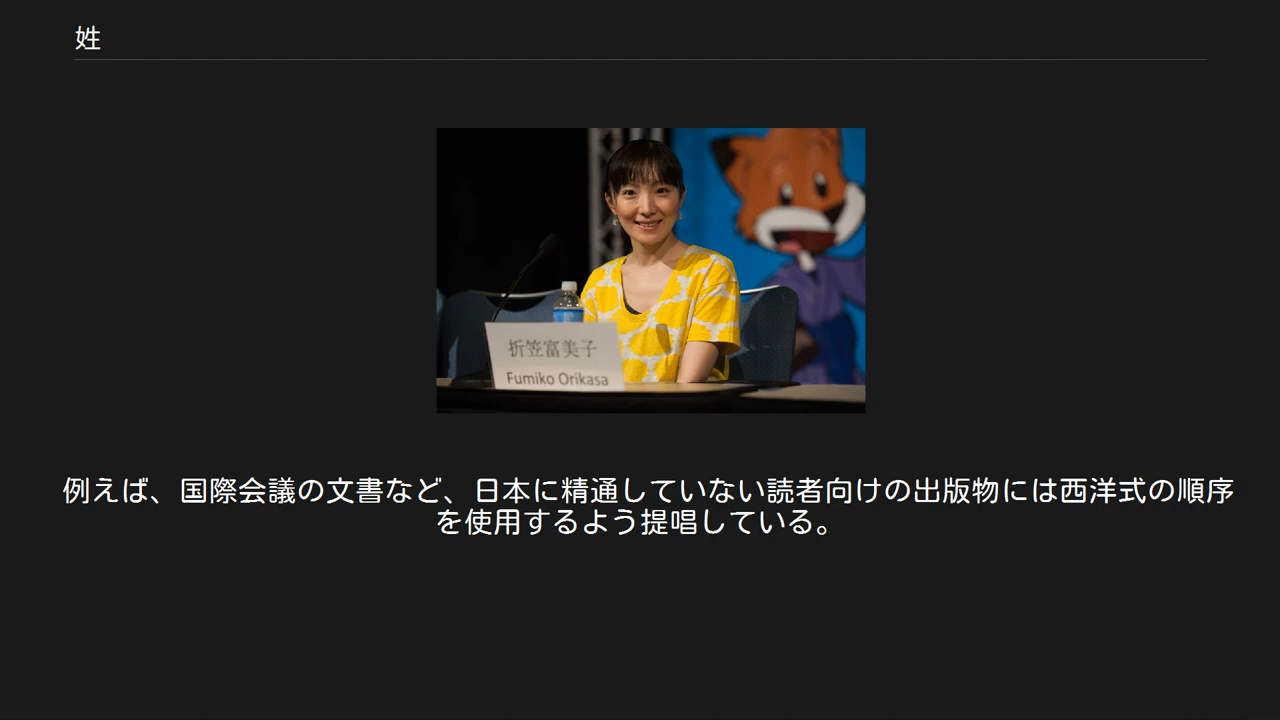 姓
折笠富美子
Fumiko Orikasa
例えば、国際会議の文書など、日本に精通していない読者向けの出版物には西洋式の順序
を使用するよう提唱している。